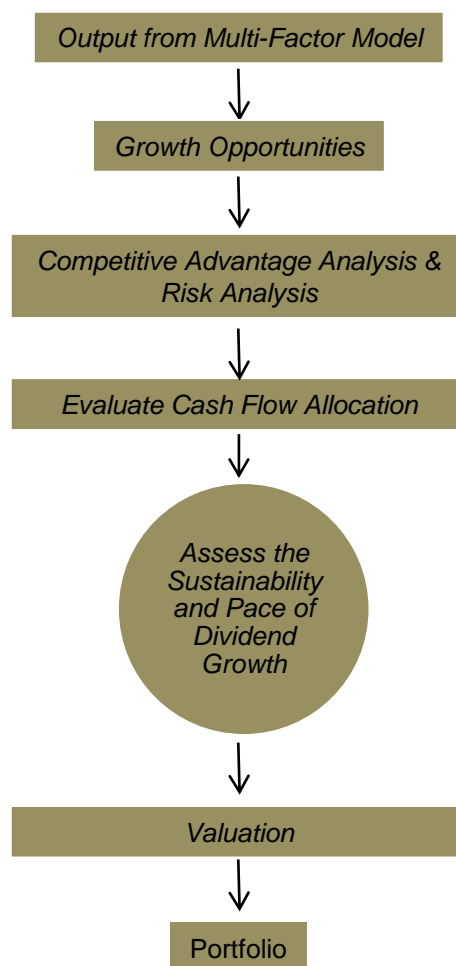 Output from Multi-Factor Model
Growth Opportunities
Competitive Advantage Analysis &
Risk Analysis
Evaluate Cash Flow Allocation
Assess the
Sustainability
and Pace of
Dividend
Growth
Valuation
Portfolio